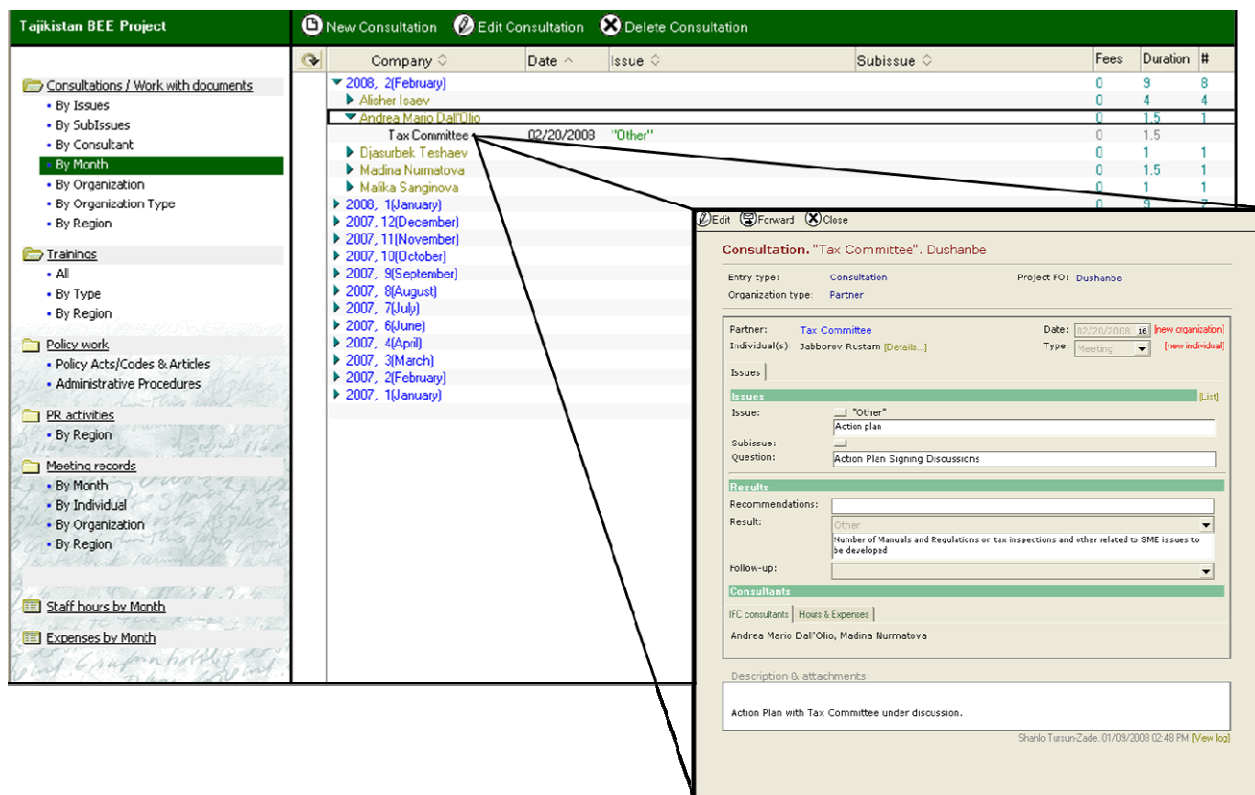 Tajikistan BEE Project
New Consultation Edit Consultation Delete Consultation
Company Date Issue Subissue Fees Duration #
Consultations / Work with documents
• By Issues
• By SubIssues
• By Consultant
• By Month
• By Organization
• By Organization Type
• By Region
Trainings
• All
• By Type
• By Region
Policy work
• Policy Acts/Codes & Articles
• Administrative Procedures
PR activities
• By Region
Meeting records
• By Month
• By Individual
• By Organization
• By Region
Staff hours by Month
Expenses by Month
2008, 2(February) 0 9 8
Alisher Isaev 0 4 4
Andrea Mario Dall'Olio 0 1.5 1
Tax Committee 02/20/2008 "Other" 0 1.5
Djasurbek Teshaev 0 1 1
Madina Nurmatova 0 1.5 1
Malika Sanginova 0 1 1
2008, 1(January) 0 9 7
2007, 12(December)
2007, 11(November)
2007, 10(October)
2007, 9(September)
2007, 8(August)
2007, 7(July)
2007, 6(June)
2007, 4(April)
2007, 3(March)
2007, 2(February)
2007, 1(January)
Edit Forward Close
Consultation. "Tax Committee". Dushanbe
Entry type: Consultation Project FO: Dushanbe
Organization type: Partner
Partner: Tax Committee Date: 02/20/2008 16 [new organization]
Individual(s): Jabborov Rustam [Details...] Type: Meeting [new individual]
Issues
Issues [List]
Issue: "Other"
Action plan
Subissue:
Question: Action Plan Signing Discussions
Results
Recommendations:
Result: Other
Number of Manuals and Regulations on tax inspections and other related to SME issues to
be developed
Follow-up:
Consultants
IFC consultants Hours & Expenses
Andrea Mario Dall'Olio, Madina Nurmatova
Description & attachments
Action Plan with Tax Committee under discussion.
Shahlo Tursun-Zade, 01/09/2008 02:48 PM [View log]